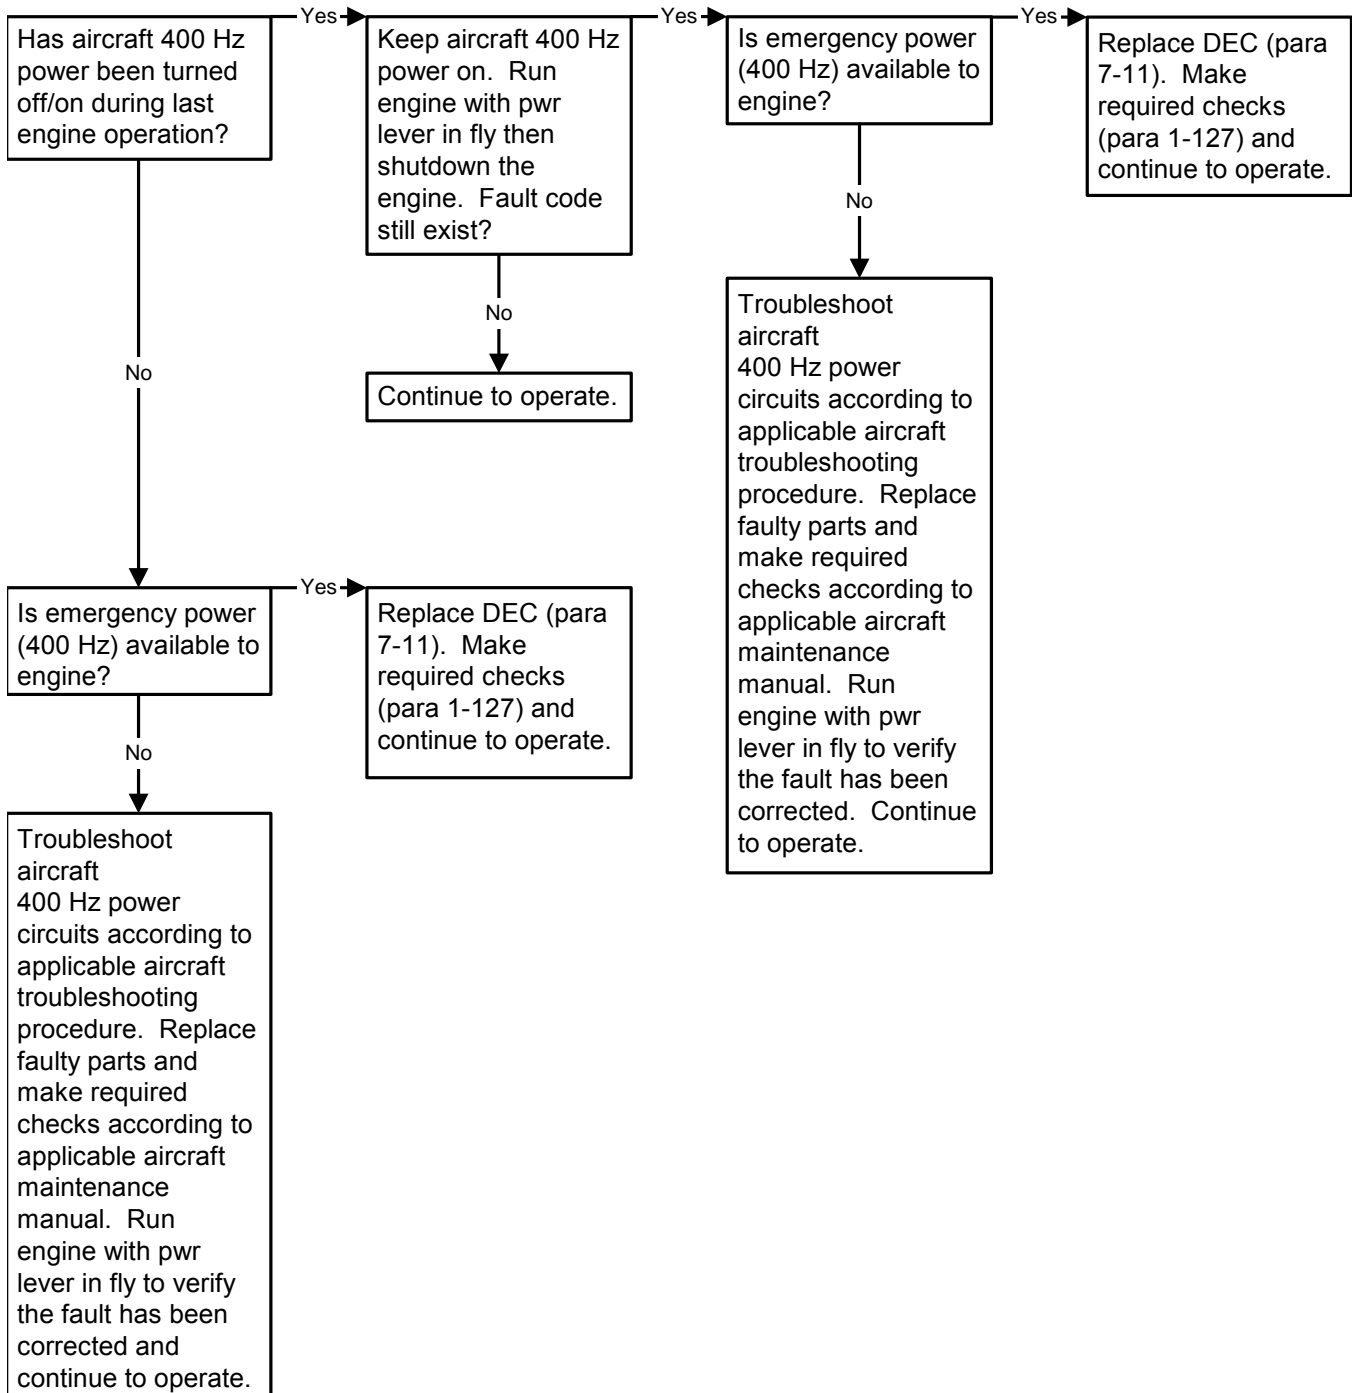 Has aircraft 400 Hz
power been turned
off/on during last
engine operation?
Yes
Keep aircraft 400 Hz
power on.  Run
engine with pwr
lever in fly then
shutdown the
engine.  Fault code
still exist?
Yes
Is emergency power
(400 Hz) available to
engine?
Yes
Replace DEC (para
7-11).  Make
required checks
(para 1-127) and
continue to operate.
No
No
No
Continue to operate.
Troubleshoot
aircraft
400 Hz power
circuits according to
applicable aircraft
troubleshooting
procedure.  Replace
faulty parts and
make required
checks according to
applicable aircraft
maintenance
manual.  Run
engine with pwr
lever in fly to verify
the fault has been
corrected.  Continue
to operate.
Is emergency power
(400 Hz) available to
engine?
Yes
Replace DEC (para
7-11).  Make
required checks
(para 1-127) and
continue to operate.
No
Troubleshoot
aircraft
400 Hz power
circuits according to
applicable aircraft
troubleshooting
procedure.  Replace
faulty parts and
make required
checks according to
applicable aircraft
maintenance
manual.  Run
engine with pwr
lever in fly to verify
the fault has been
corrected and
continue to operate.